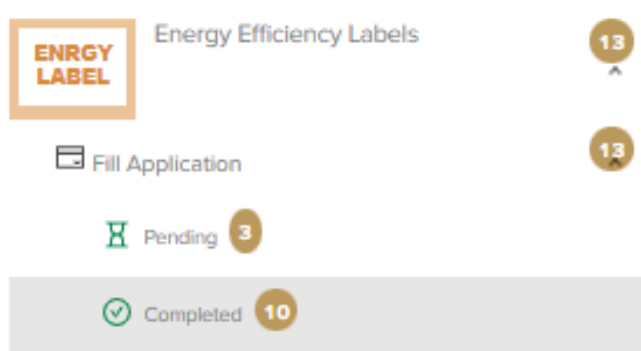 ENRGY
LABEL
Energy Efficiency Labels 13
Fill Application 13
Pending 3
Completed 10